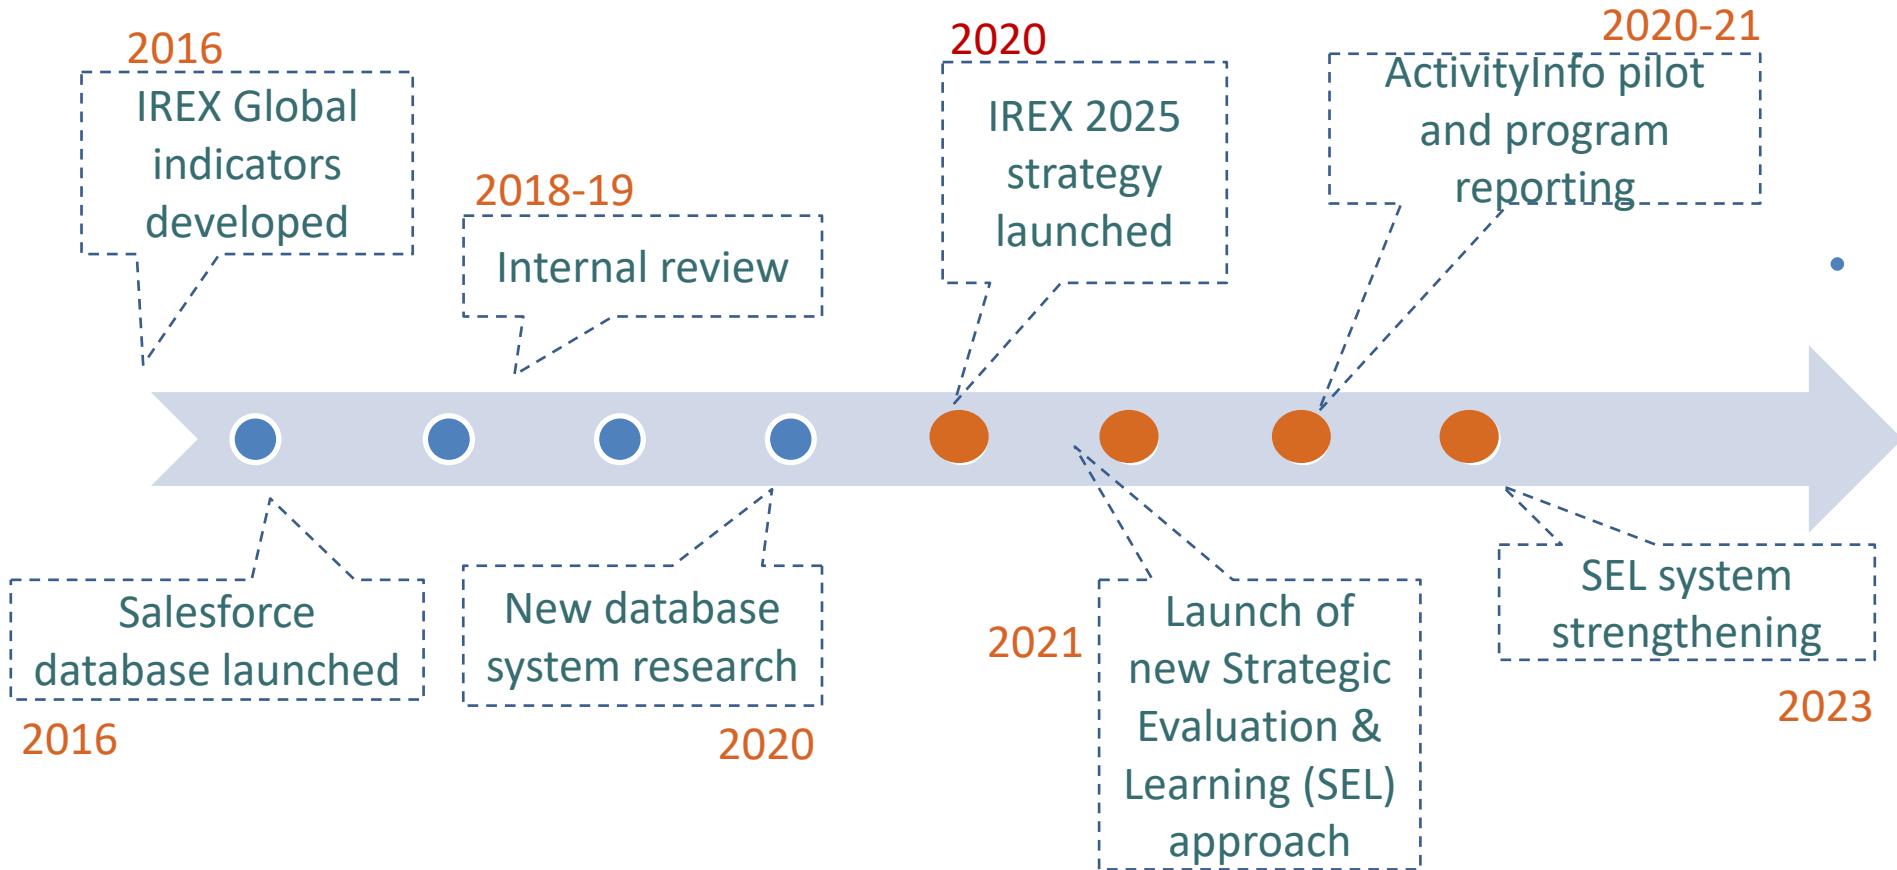 2016
IREX Global
indicators
developed
2018-19
Internal review
2020
IREX 2025
strategy
launched
2020-21
ActivityInfo pilot
and program
reporting
Salesforce
database launched
2016
New database
system research
2020
2021
Launch of
new Strategic
Evaluation &
Learning (SEL)
approach
SEL system
strengthening
2023